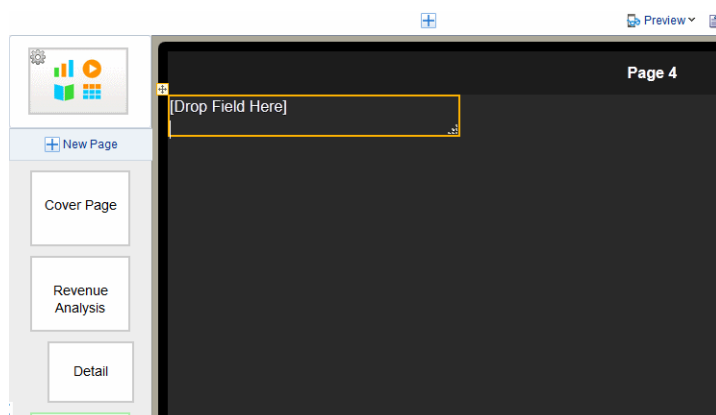 Preview
Page 4
[Drop Field Here]
New Page
Cover Page
Revenue
Analysis
Detail